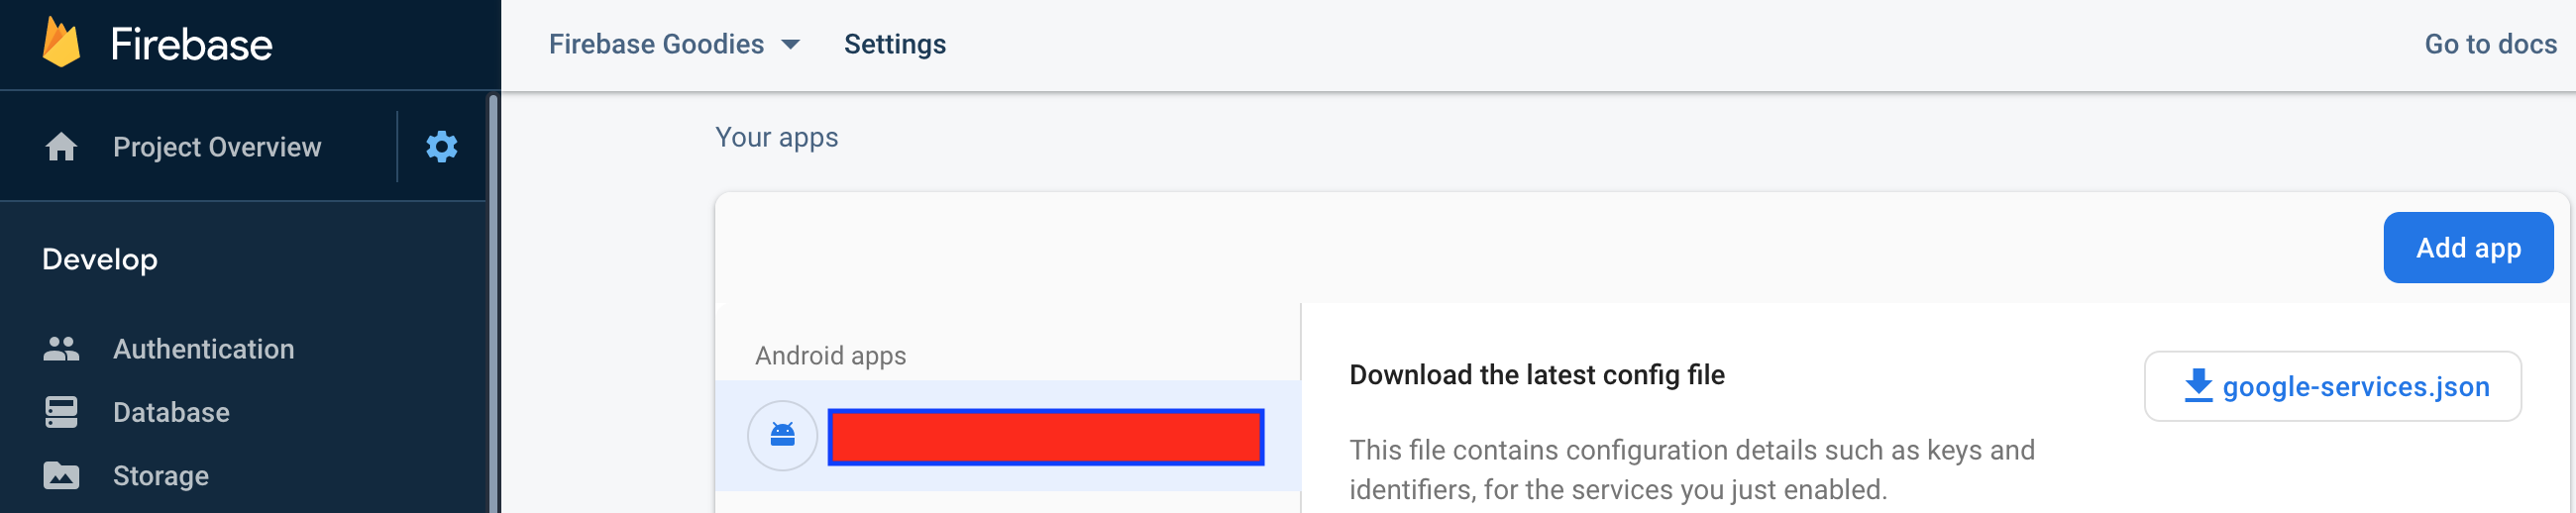 Firebase
Firebase Goodies Settings Go to docs
Project Overview
Your apps
Develop
Add app
Authentication
Database
Storage
Android apps
Download the latest config file
google-services.json
This file contains configuration details such as keys and
identifiers, for the services you just enabled.